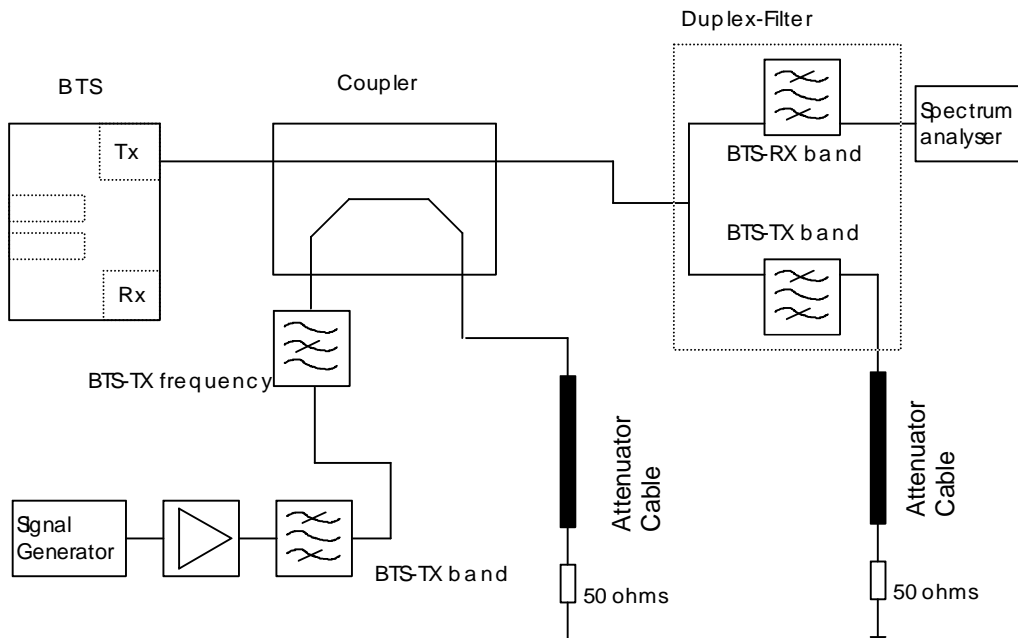 Duplex-Filter
BTS
Coupler
Tx
Spectrum
analyser
BTS-RX band
BTS-TX band
Rx
BTS-TX frequency
Attenuator
Cable
Attenuator
Cable
Signal
Generator
BTS-TX band
50 ohms
50 ohms